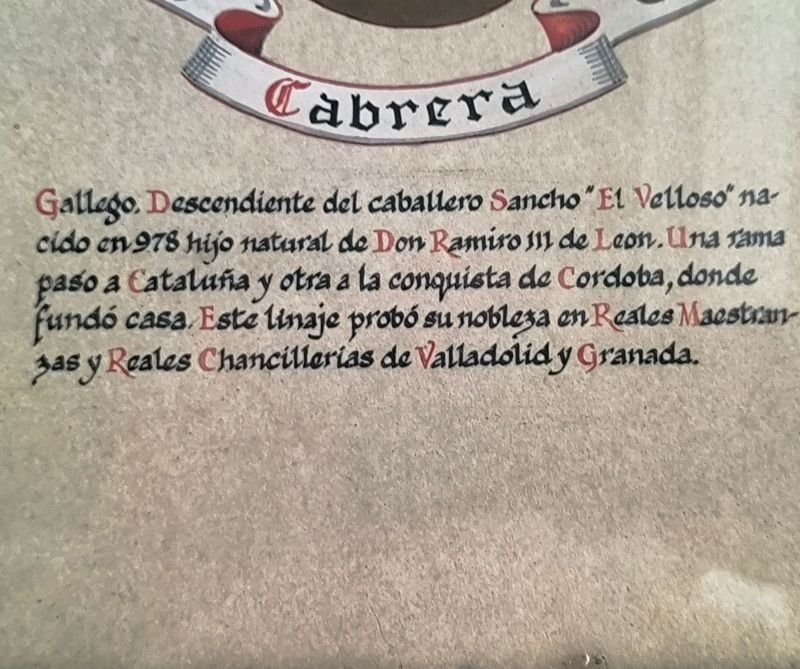 Cabrera
Gallego. Descendiente del caballero Sancho "El Velloso" na-
cido en 978 hijo natural de Don Ramiro III de Leon. Una rama
paso a Cataluña y otra a la conquista de Cordoba, donde
fundó casa. Este linaje probó su nobleza en Reales Maestran-
zas y Reales Chancillerías de Valladolid y Granada.